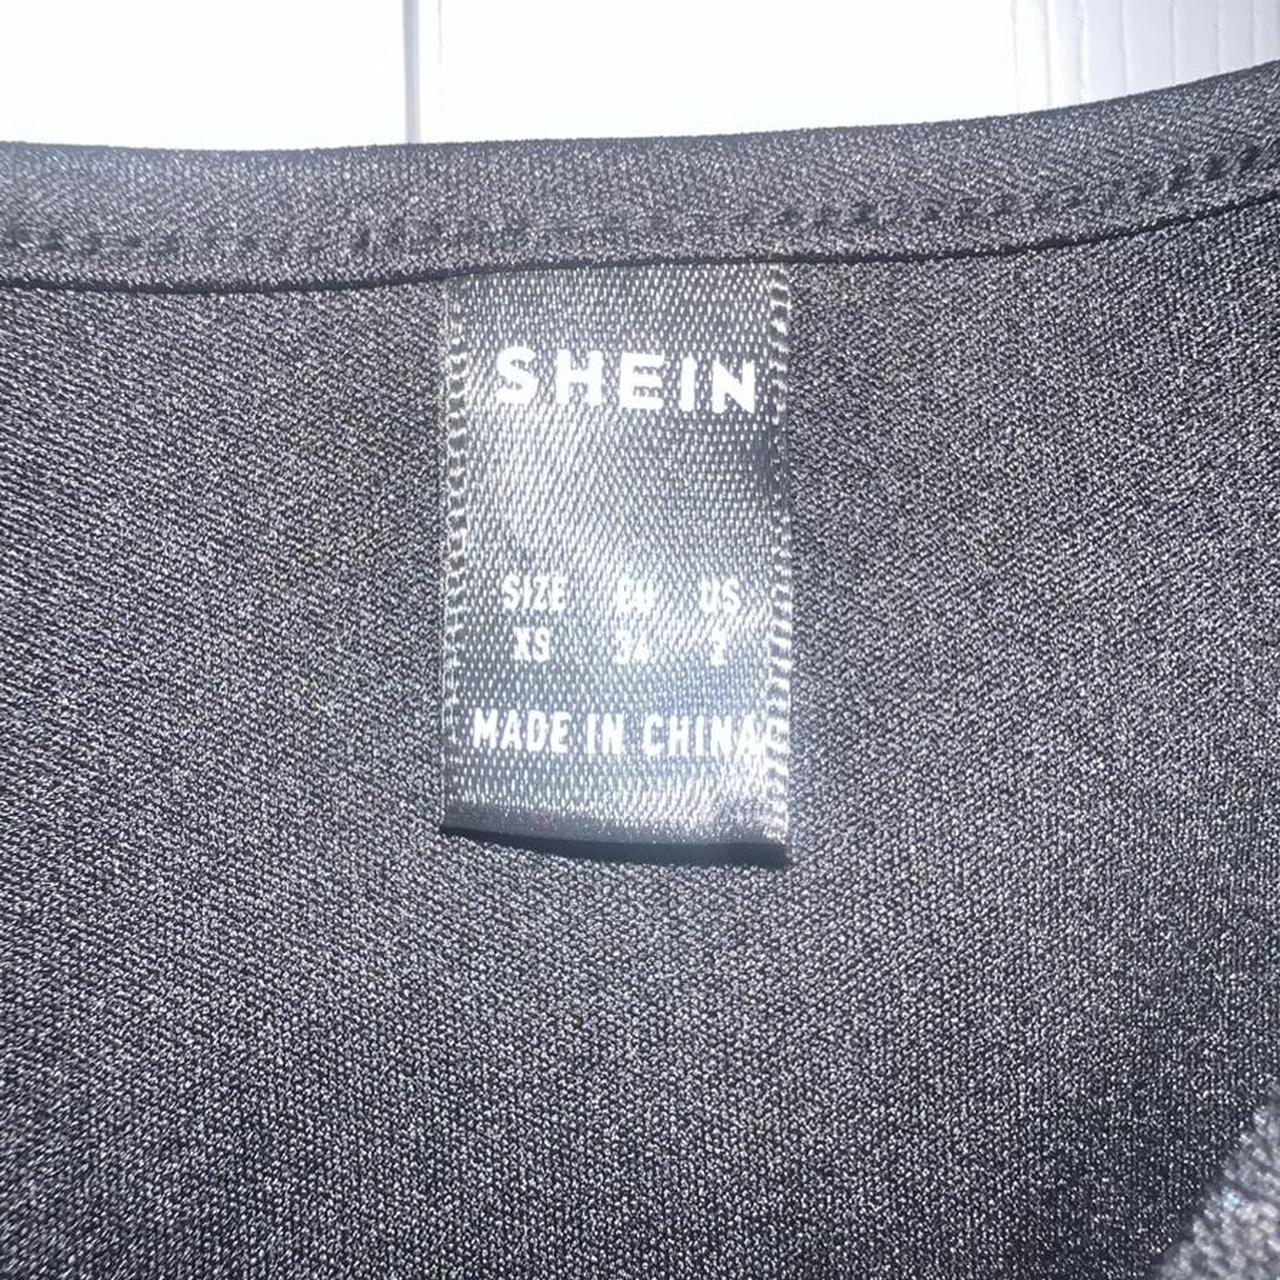 SHEIN
SIZE EU US
XS 34 2
MADE IN CHINA